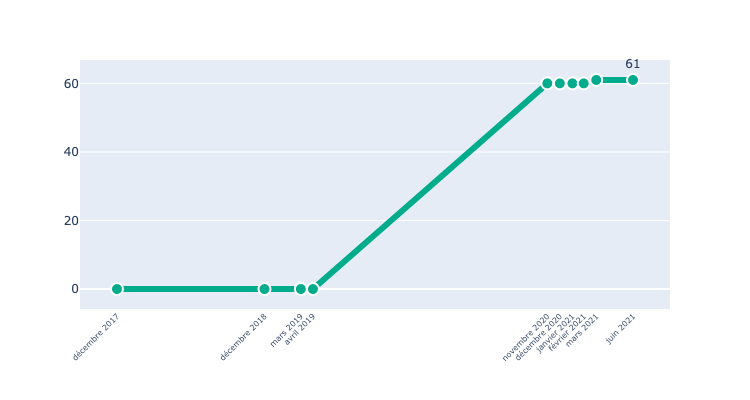 61
60
40
20
0
décembre 2017
décembre 2018
mars 2019
avril 2019
novembre 2020
décembre 2020
janvier 2021
février 2021
mars 2021
juin 2021